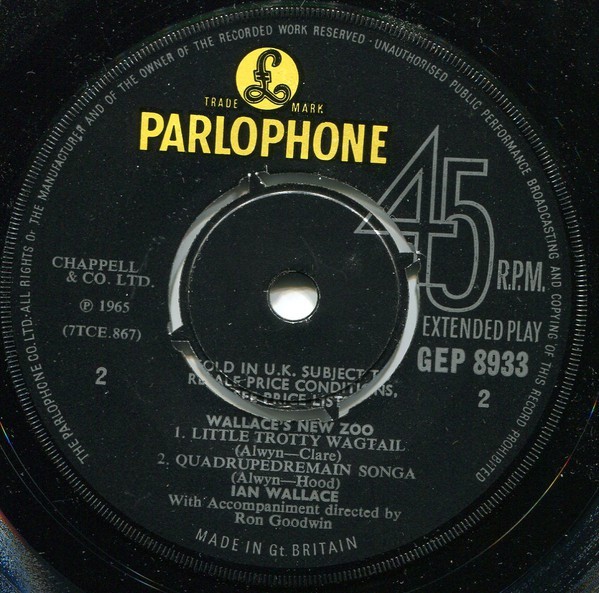 THE PARLOPHONE CO. LTD.-ALL RIGHTS OF THE MANUFACTURER AND OF THE OWNER OF THE RECORDED WORK RESERVED - UNAUTHORISED PUBLIC PERFORMANCE BROADCASTING AND COPYING OF THIS RECORD PROHIBITED
£
TRADE MARK
PARLOPHONE
45
R.P.M.
CHAPPELL
& CO. LTD.
℗ 1965
(7TCE.867)
EXTENDED PLAY
GEP 8933
2
2
SOLD IN U.K. SUBJECT T
RE ALE PRICE CONDITIONS,
SEE PRICE LIST
WALLACE'S NEW ZOO
1. LITTLE TROTTY WAGTAIL
(Alwyn—Clare)
2. QUADRUPEDREMAIN SONGA
(Alwyn—Hood)
IAN WALLACE
With Accompaniment directed by
Ron Goodwin
MADE IN Gt. BRITAIN